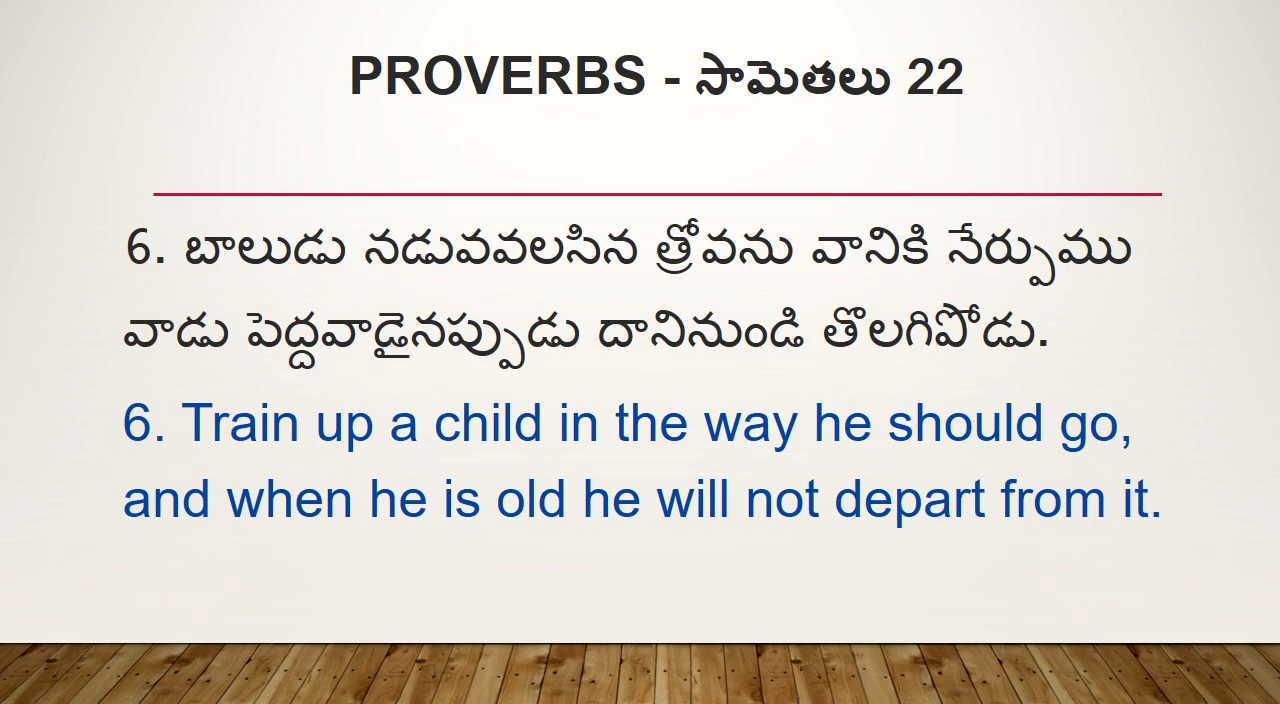 PROVERBS - సామెతలు 22
6. బాలుడు నడువవలసిన త్రోవను వానికి నేర్పుము
వాడు పెద్దవాడైనప్పుడు దానినుండి తొలగిపోడు.
6. Train up a child in the way he should go,
and when he is old he will not depart from it.